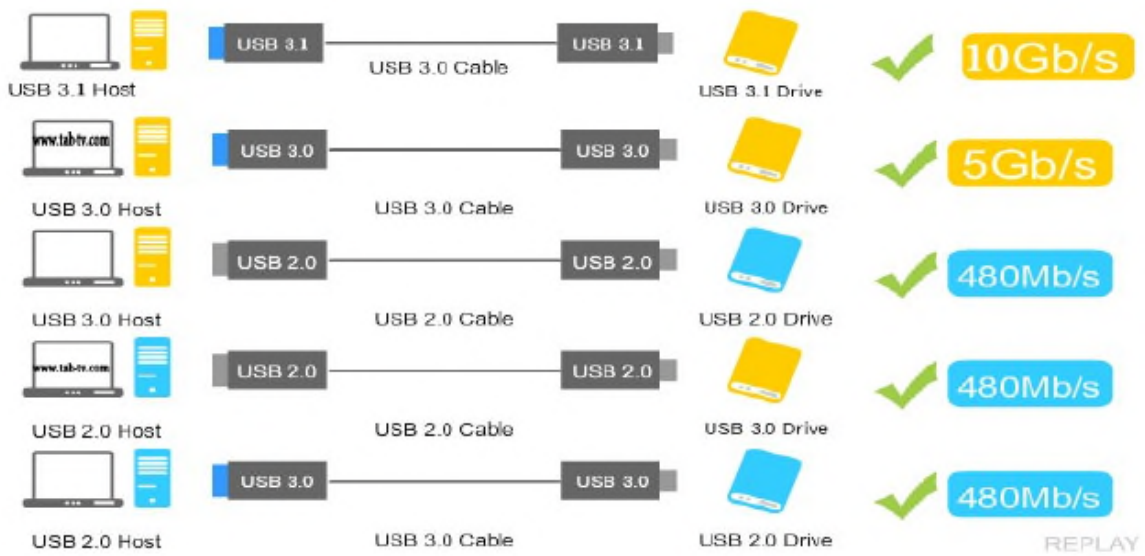 USB 3.1 USB 3.1 10Gb/s
USB 3.0 Cable
USB 3.1 Host USB 3.1 Drive
www.tab-tv.com
USB 3.0 USB 3.0 5Gb/s
USB 3.0 Host USB 3.0 Cable USB 3.0 Drive
USB 2.0 USB 2.0 480Mb/s
USB 3.0 Host USB 2.0 Cable USB 2.0 Drive
www.tab-tv.com
USB 2.0 USB 2.0 480Mb/s
USB 2.0 Host USB 2.0 Cable USB 3.0 Drive
USB 3.0 USB 3.0 480Mb/s
USB 2.0 Host USB 3.0 Cable USB 2.0 Drive
REPLAY